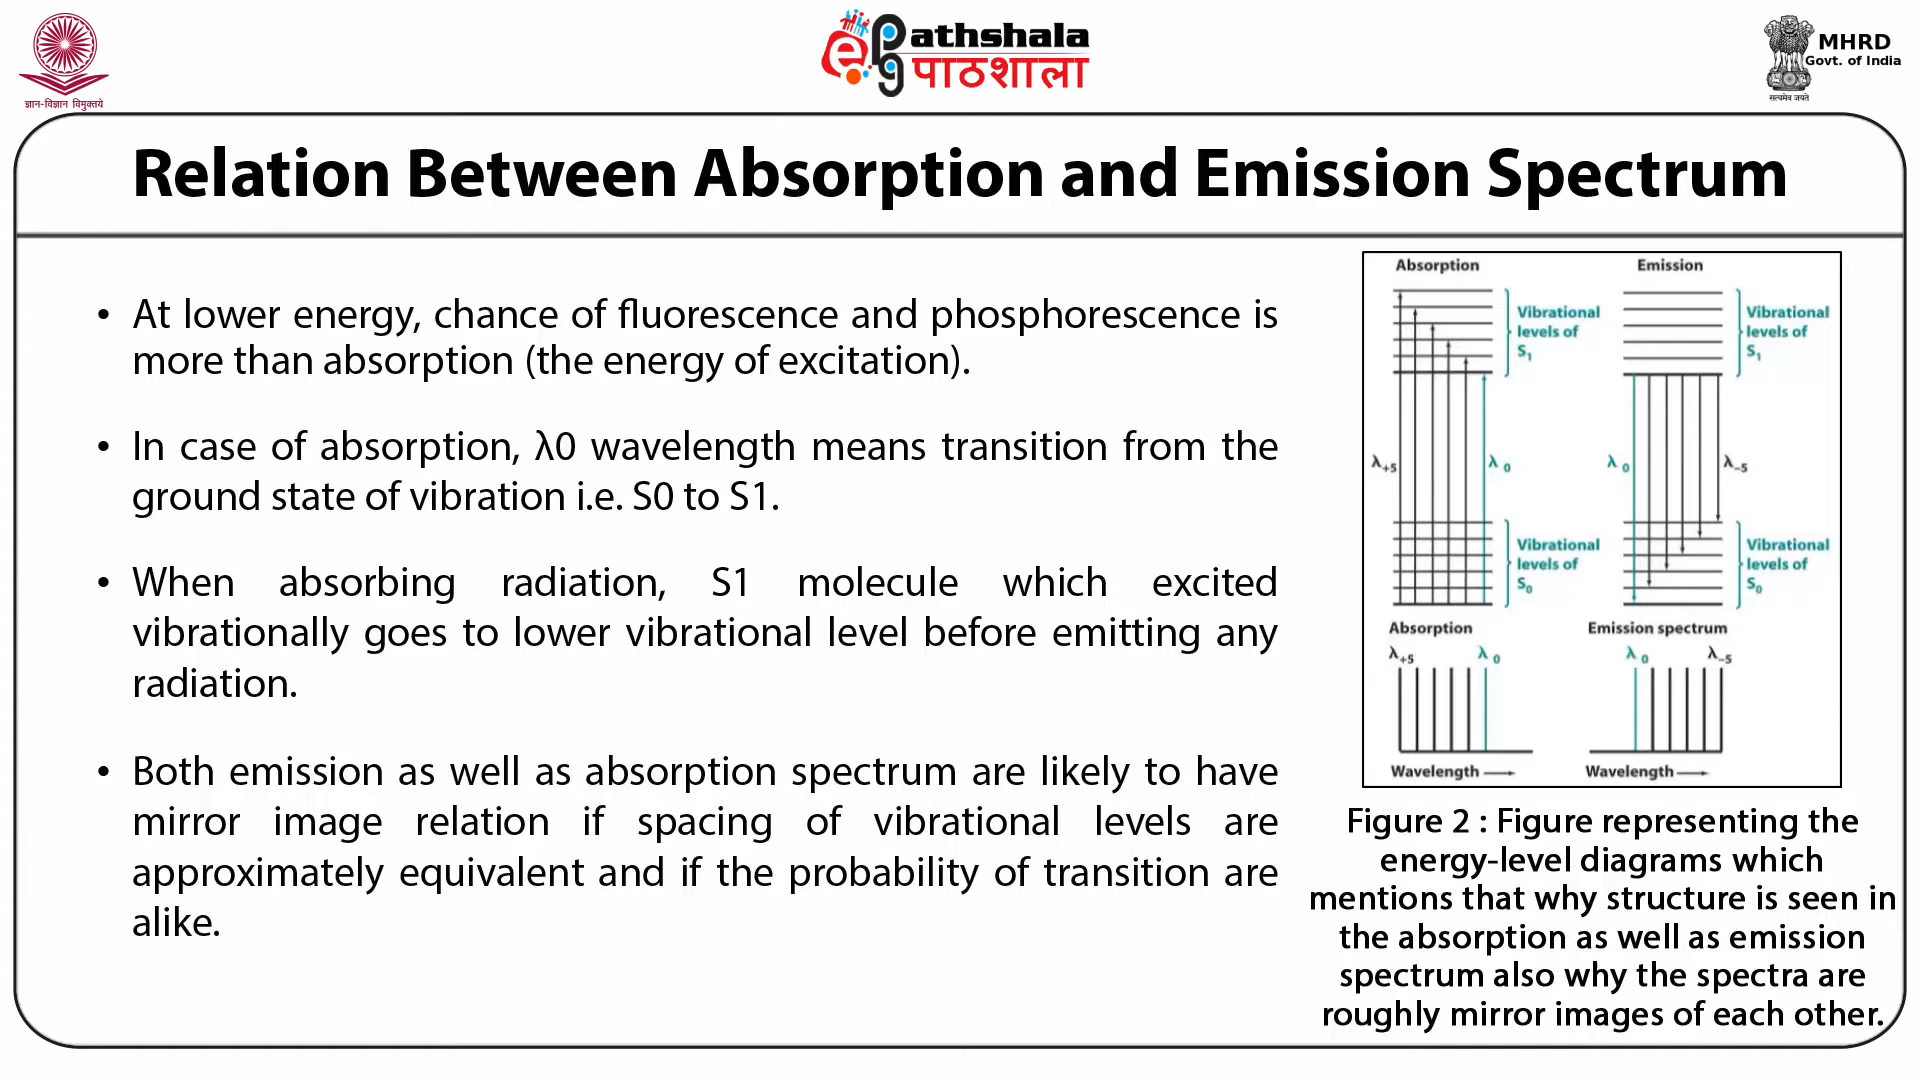 ज्ञान-विज्ञान विमुक्तये
ePathshala
पाठशाला
MHRD
Govt. of India
सत्यमेव जयते
Relation Between Absorption and Emission Spectrum
• At lower energy, chance of fluorescence and phosphorescence is
more than absorption (the energy of excitation).
• In case of absorption, λ0 wavelength means transition from the
ground state of vibration i.e. S0 to S1.
• When absorbing radiation, S1 molecule which excited
vibrationally goes to lower vibrational level before emitting any
radiation.
• Both emission as well as absorption spectrum are likely to have
mirror image relation if spacing of vibrational levels are
approximately equivalent and if the probability of transition are
alike.
Absorption
Emission
Vibrational
levels of
S1
Vibrational
levels of
S1
λ+5
λ0
λ0
λ-5
Vibrational
levels of
S0
Vibrational
levels of
S0
Absorption
Emission spectrum
λ+5
λ0
λ0
λ-5
Wavelength
Wavelength
Figure 2 : Figure representing the
energy-level diagrams which
mentions that why structure is seen in
the absorption as well as emission
spectrum also why the spectra are
roughly mirror images of each other.